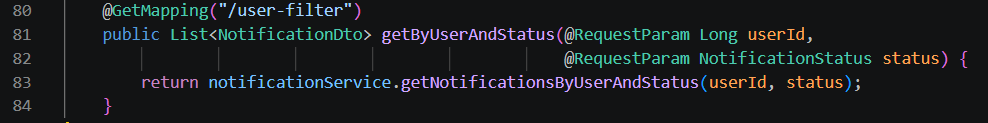 80 @GetMapping("/user-filter")
81 public List<NotificationDto> getByUserAndStatus(@RequestParam Long userId,
82 @RequestParam NotificationStatus status) {
83 return notificationService.getNotificationsByUserAndStatus(userId, status);
84 }